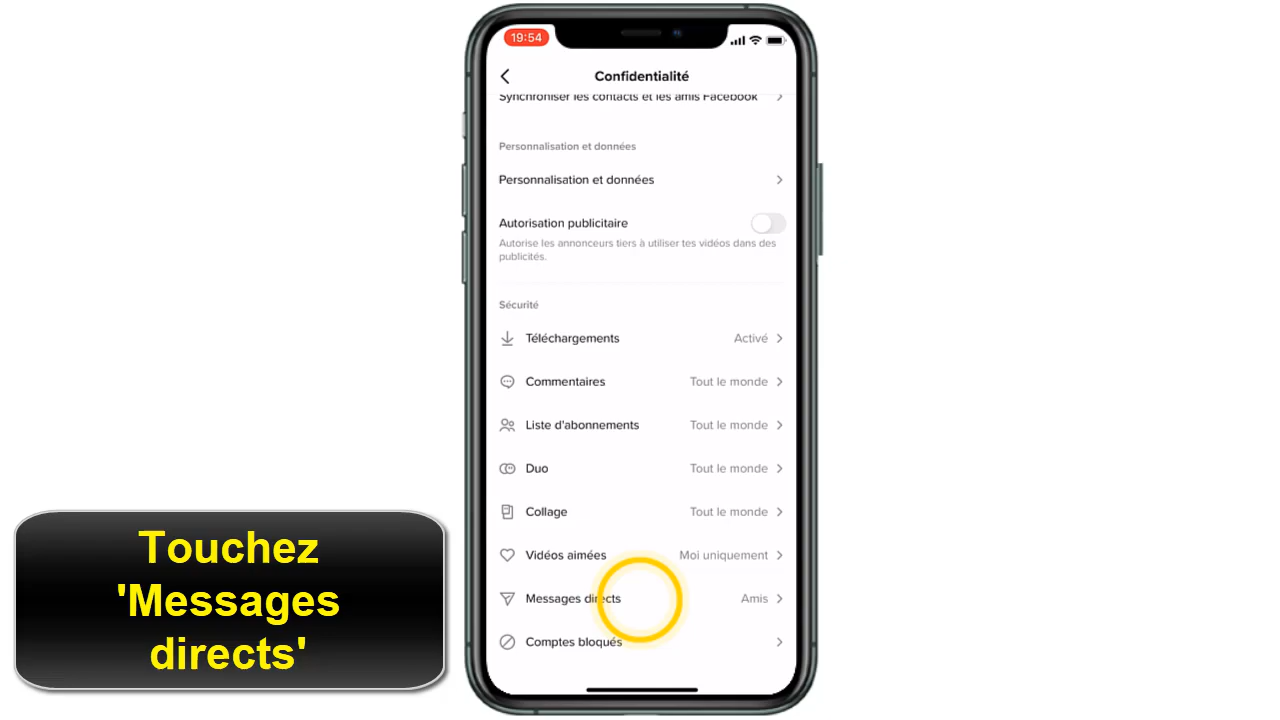 19:54
Confidentialité
Synchroniser les contacts et les amis Facebook
Personnalisation et données
Personnalisation et données
Autorisation publicitaire
Autorise les annonceurs tiers à utiliser tes vidéos dans des
publicités.
Sécurité
Téléchargements Activé
Commentaires Tout le monde
Liste d'abonnements Tout le monde
Duo Tout le monde
Collage Tout le monde
Vidéos aimées Moi uniquement
Messages directs Amis
Comptes bloqués
Touchez
'Messages
directs'